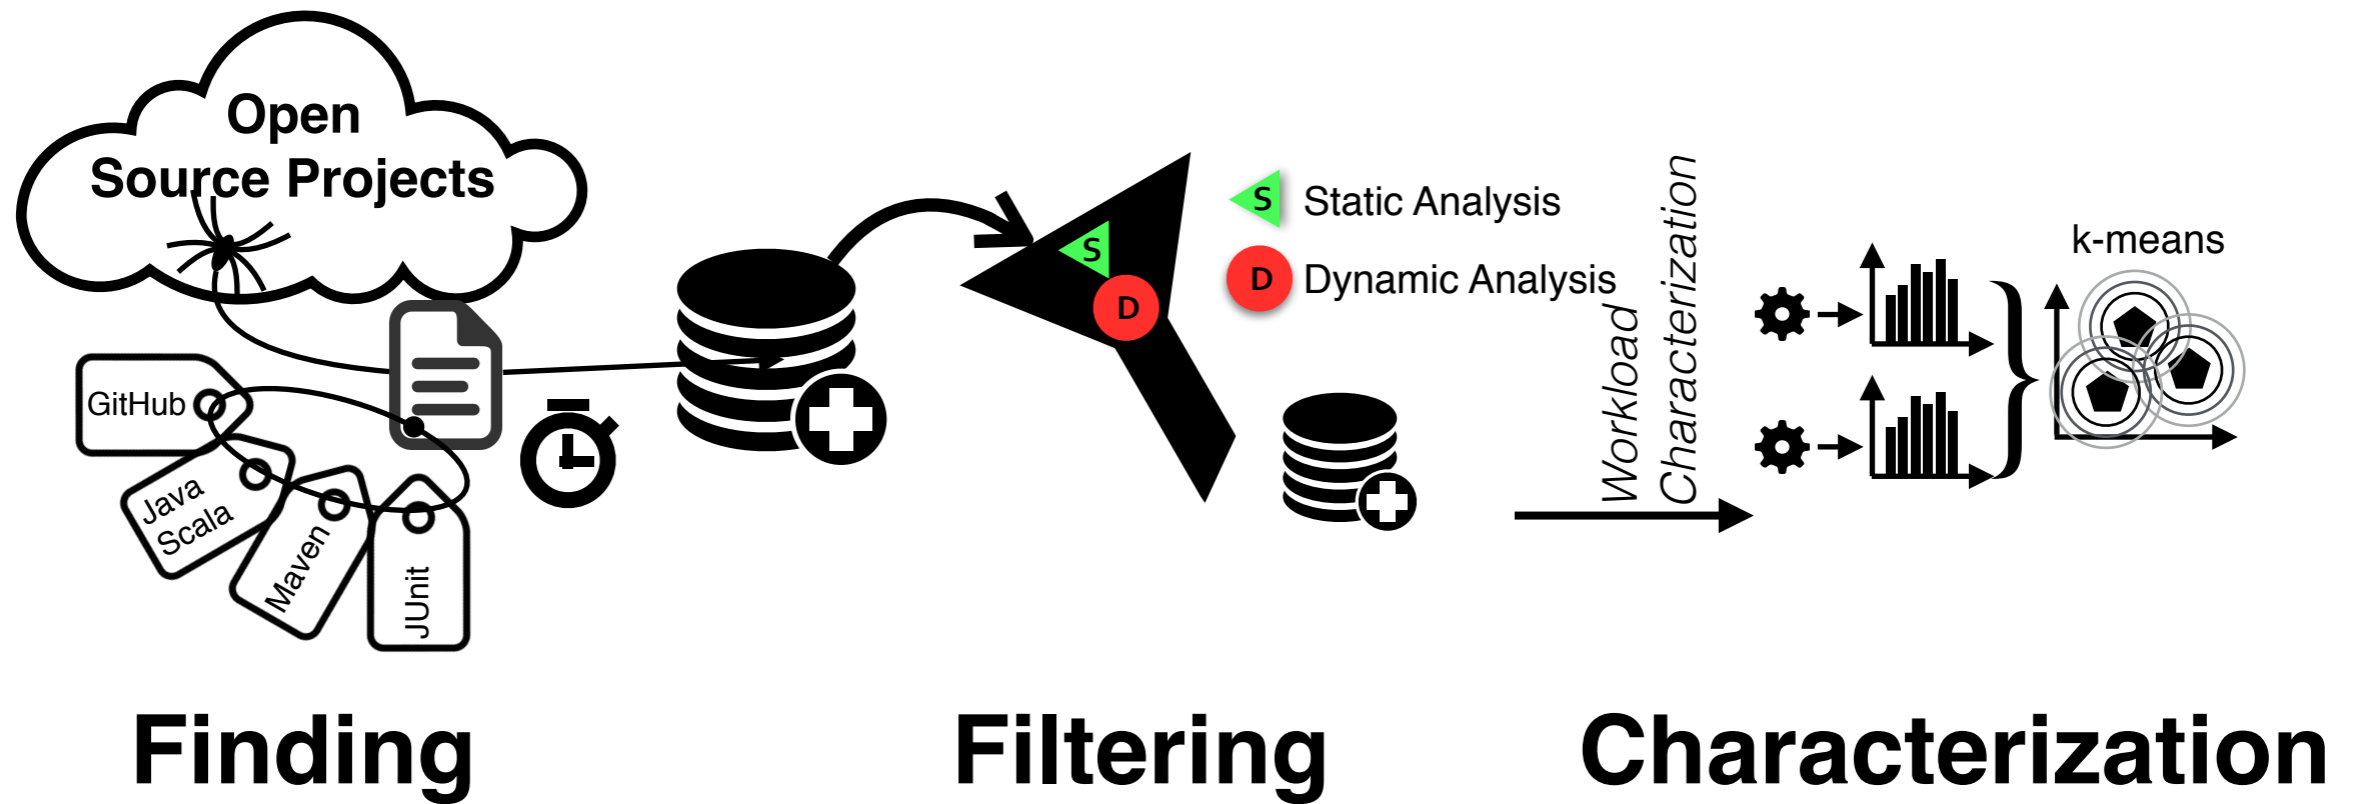 Open
Source Projects
GitHub
Java
Scala
Maven
JUnit
S
D
S Static Analysis
D Dynamic Analysis
Workload
Characterization
k-means
Finding
Filtering
Characterization